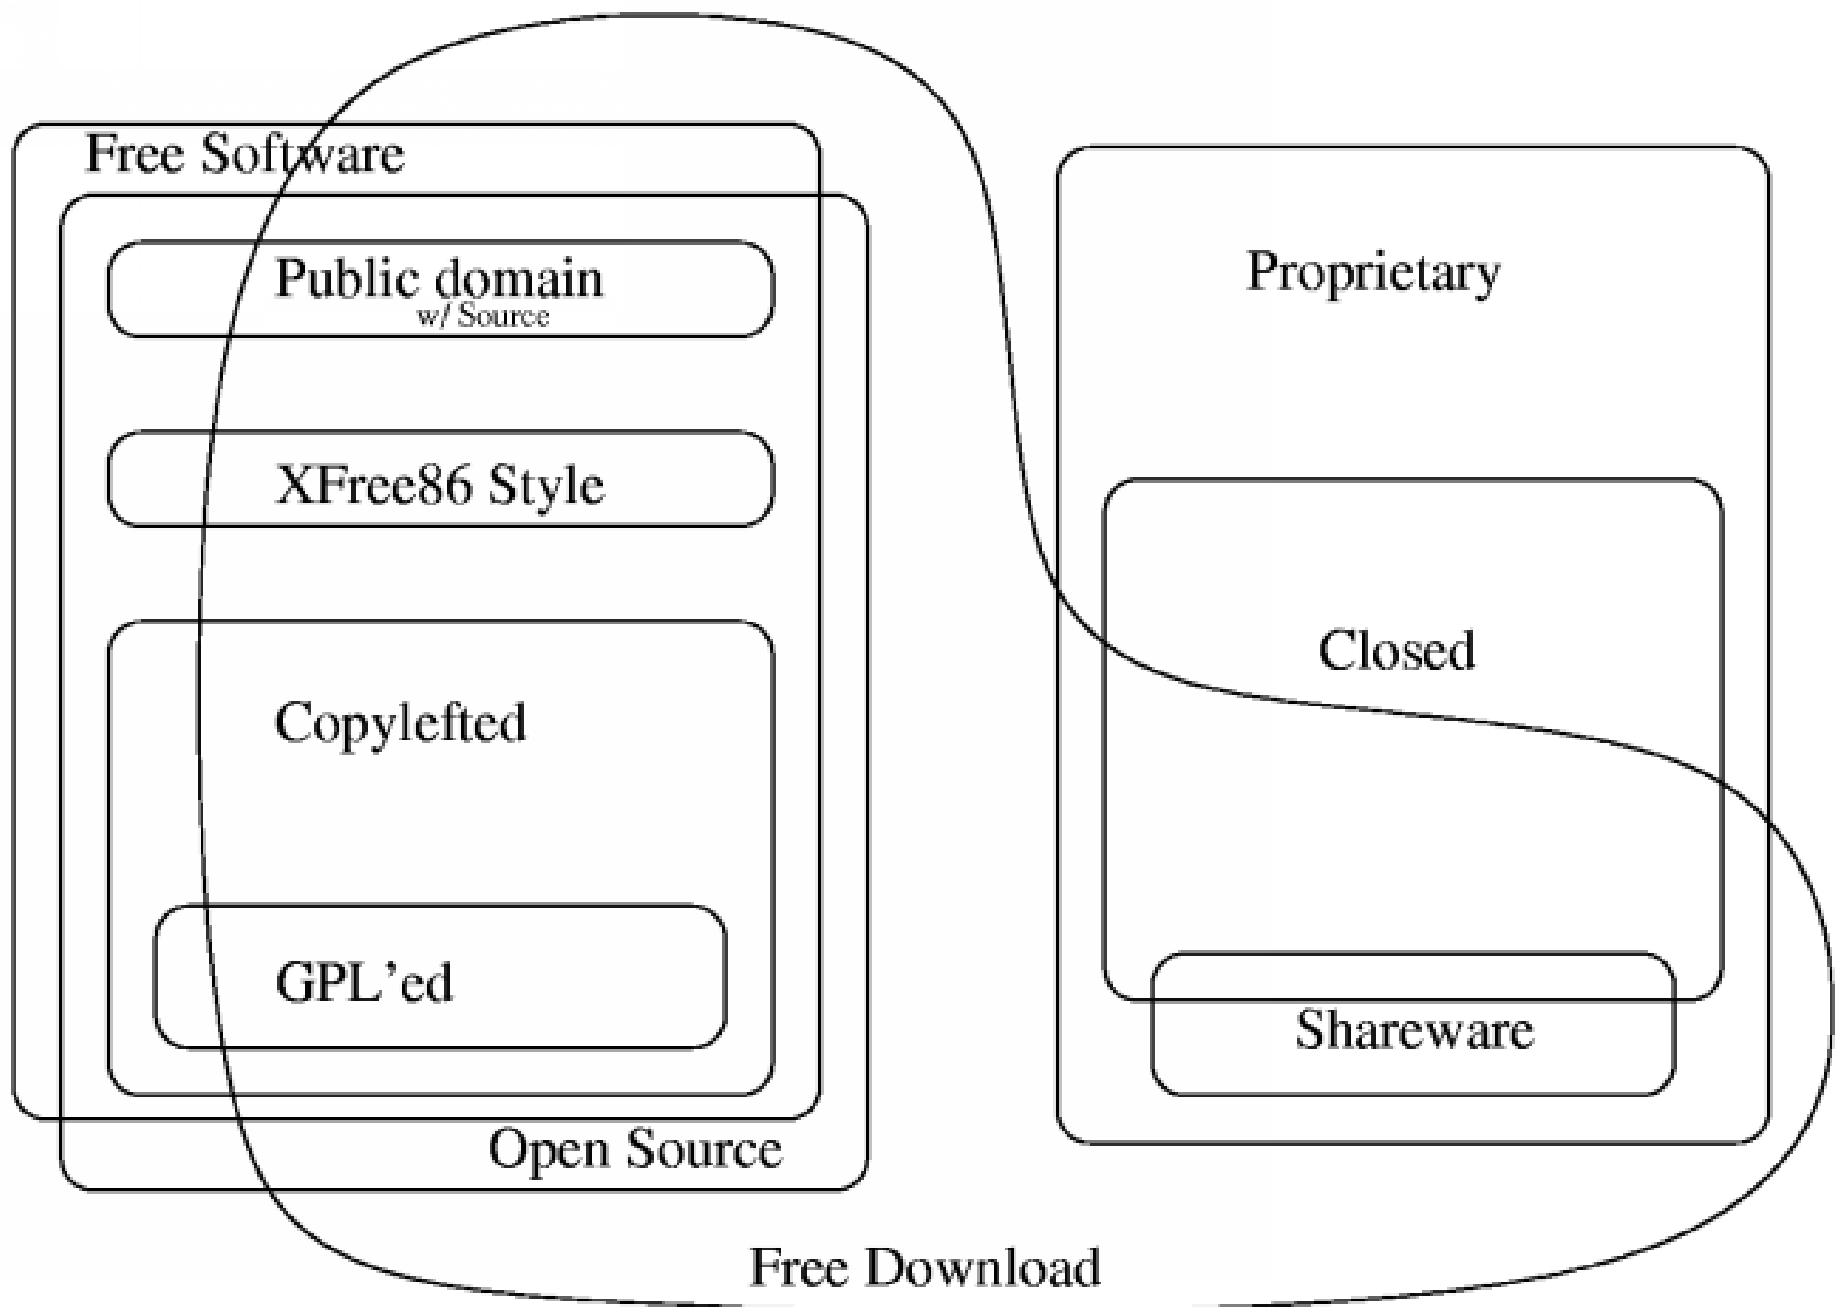 Free Software
Public domain
w/ Source
XFree86 Style
Copylefted
GPL’ed
Open Source
Proprietary
Closed
Shareware
Free Download